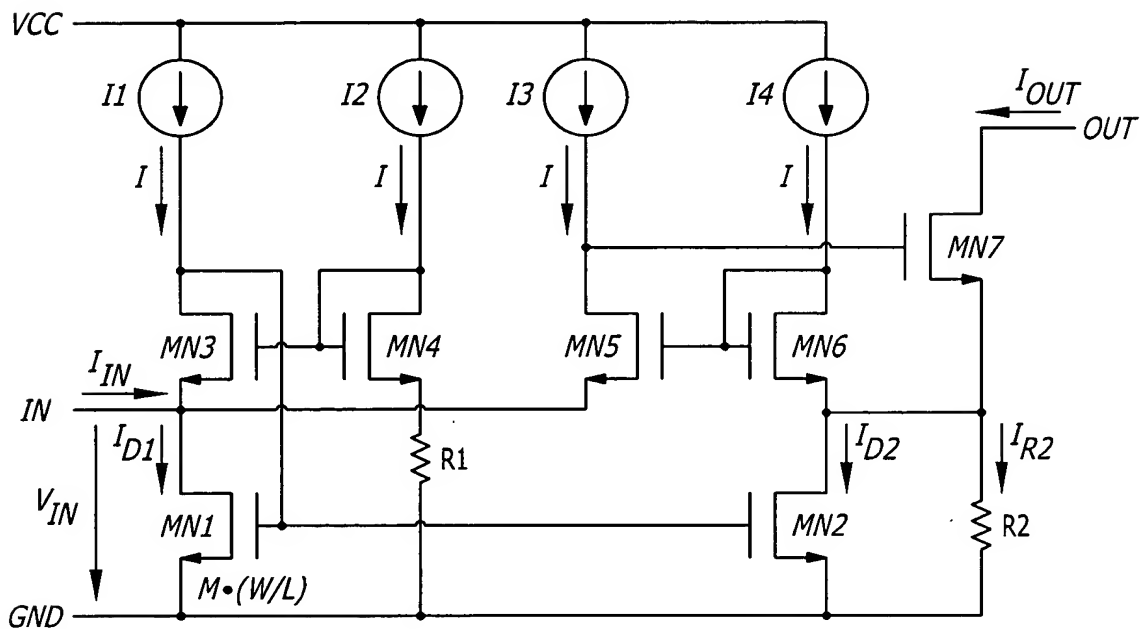 VCC
I1
I2
I3
I4
I_OUT
OUT
I
I
I
I
MN7
MN3
MN4
MN5
MN6
I_IN
IN
I_D1
R1
I_D2
I_R2
V_IN
MN1
MN2
R2
M•(W/L)
GND